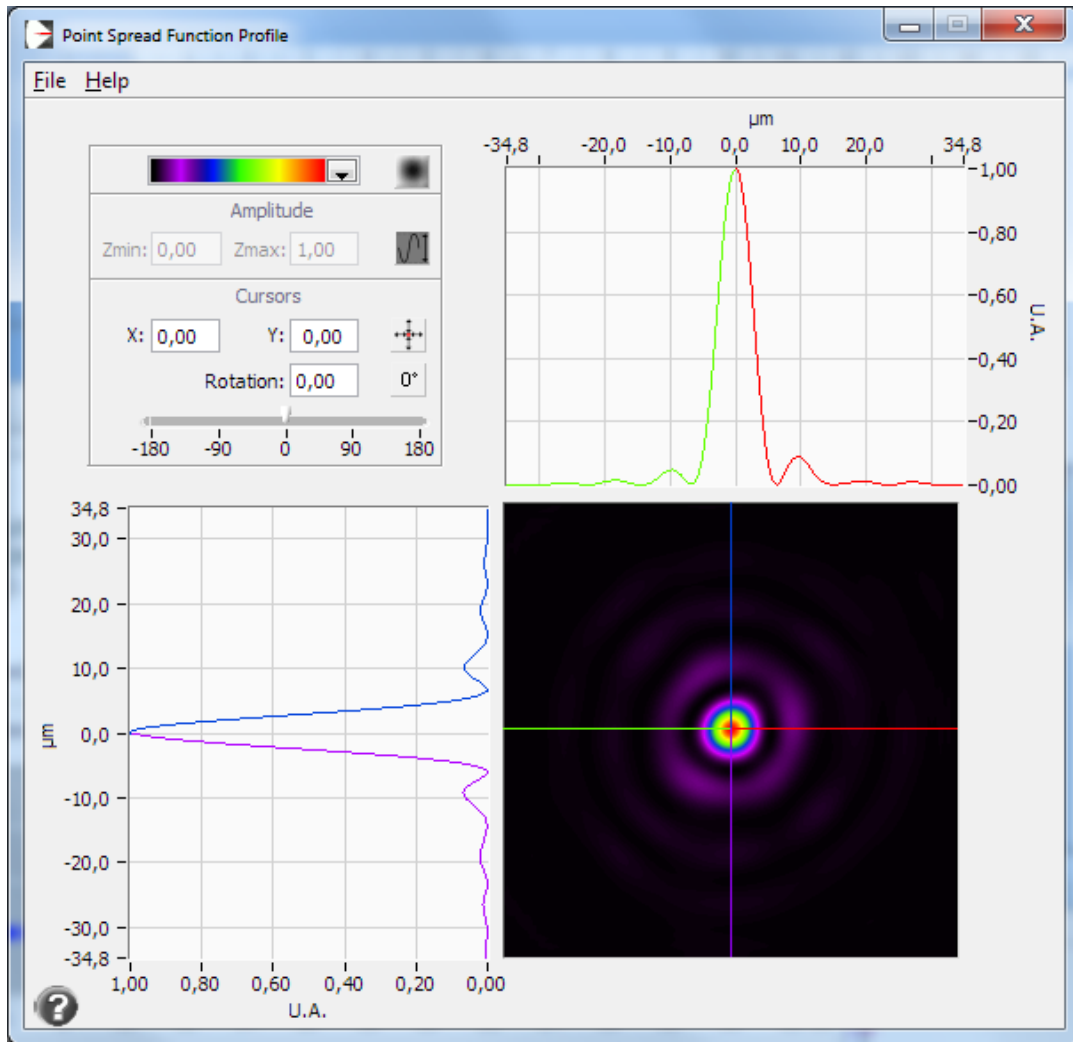 Point Spread Function Profile
File Help
µm
-34,8 -20,0 -10,0 0,0 10,0 20,0 34,8
Amplitude
Zmin: 0,00 Zmax: 1,00
Cursors
X: 0,00 Y: 0,00
Rotation: 0,00 0°
-180 -90 0 90 180
1,00
0,80
0,60
0,40
0,20
0,00
U.A.
34,8
30,0
20,0
10,0
0,0
-10,0
-20,0
-30,0
-34,8
µm
1,00 0,80 0,60 0,40 0,20 0,00
U.A.
?